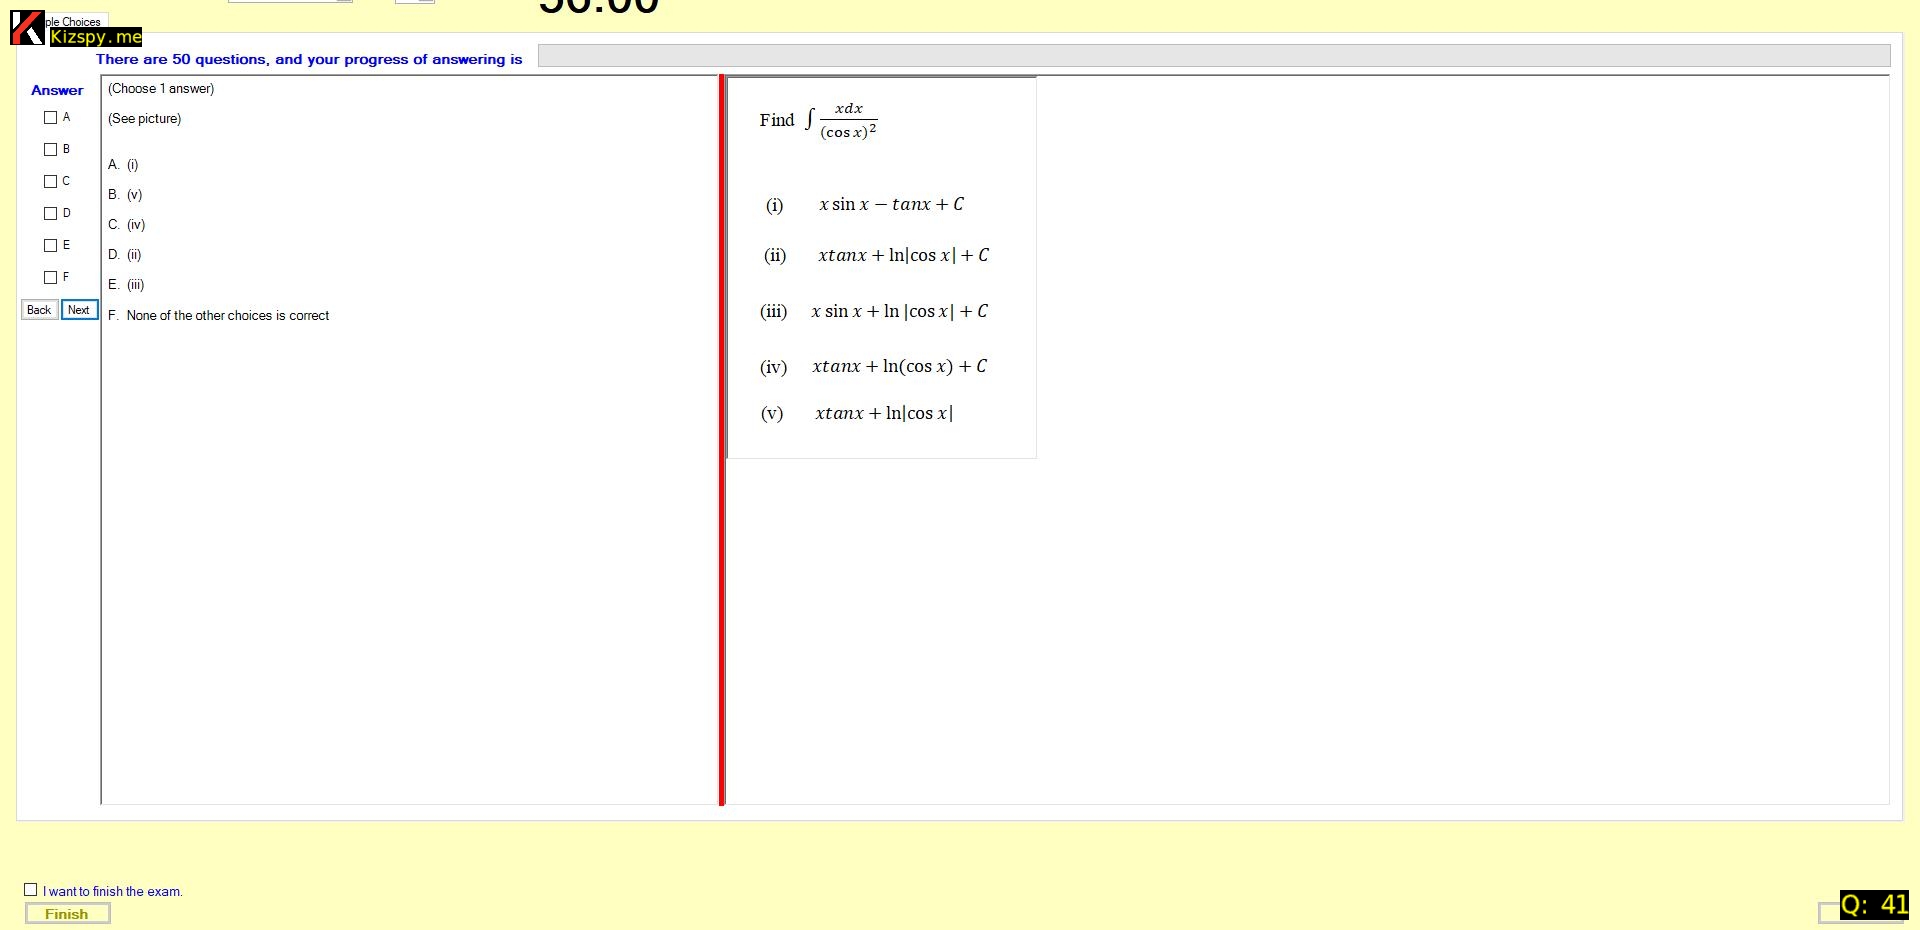 ple Choices
Kizspy.me
There are 50 questions, and your progress of answering is
Answer
A
B
C
D
E
F
Back Next
(Choose 1 answer)
(See picture)
A. (i)
B. (v)
C. (iv)
D. (ii)
E. (iii)
F. None of the other choices is correct
Find ∫ xdx / (cos x)²
(i) x sin x − tanx + C
(ii) xtanx + ln|cos x| + C
(iii) x sin x + ln |cos x| + C
(iv) xtanx + ln(cos x) + C
(v) xtanx + ln|cos x|
I want to finish the exam.
Finish
Q: 41